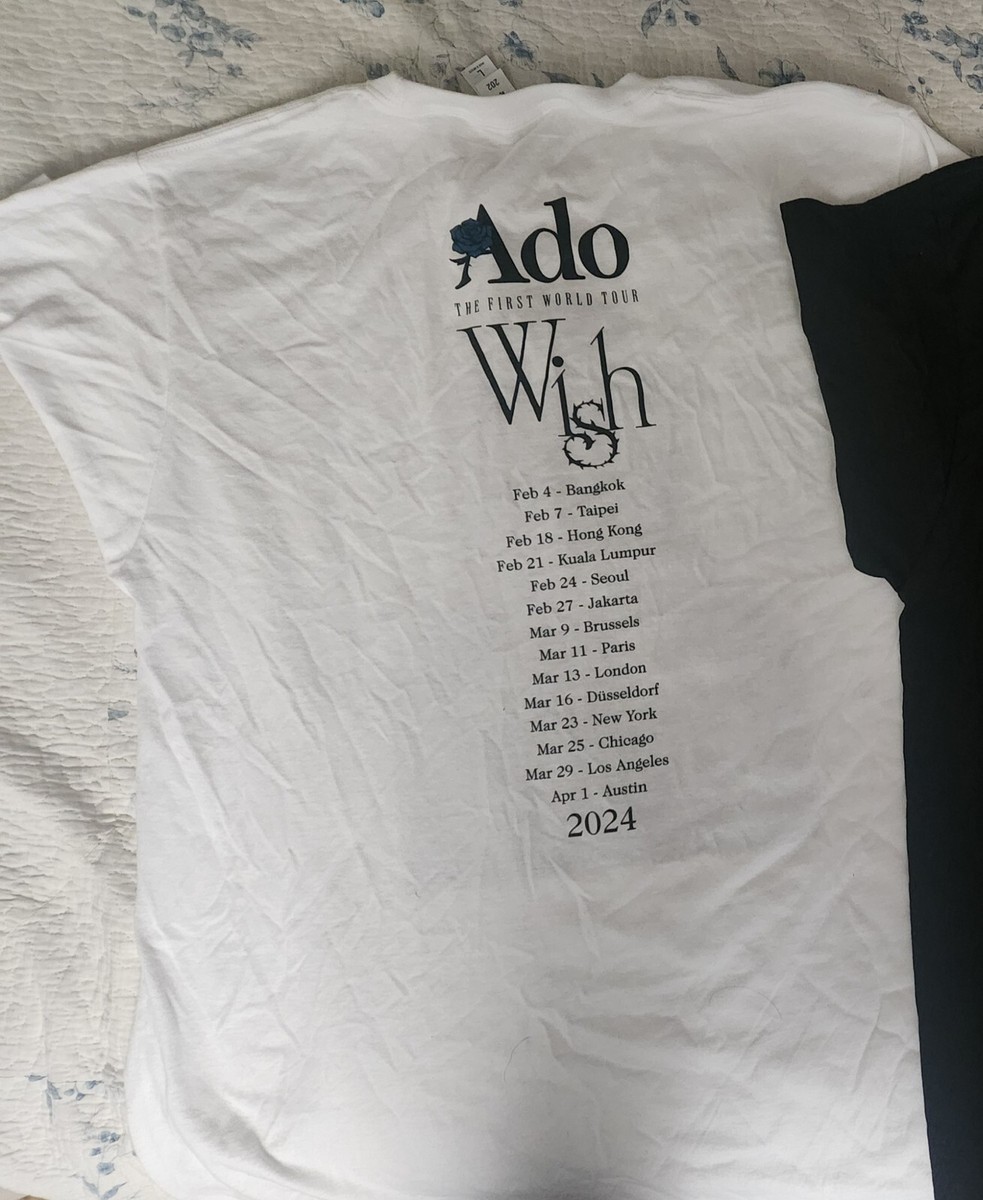 L
202
Ado
THE FIRST WORLD TOUR
Wish
Feb 4 - Bangkok
Feb 7 - Taipei
Feb 18 - Hong Kong
Feb 21 - Kuala Lumpur
Feb 24 - Seoul
Feb 27 - Jakarta
Mar 9 - Brussels
Mar 11 - Paris
Mar 13 - London
Mar 16 - Düsseldorf
Mar 23 - New York
Mar 25 - Chicago
Mar 29 - Los Angeles
Apr 1 - Austin
2024